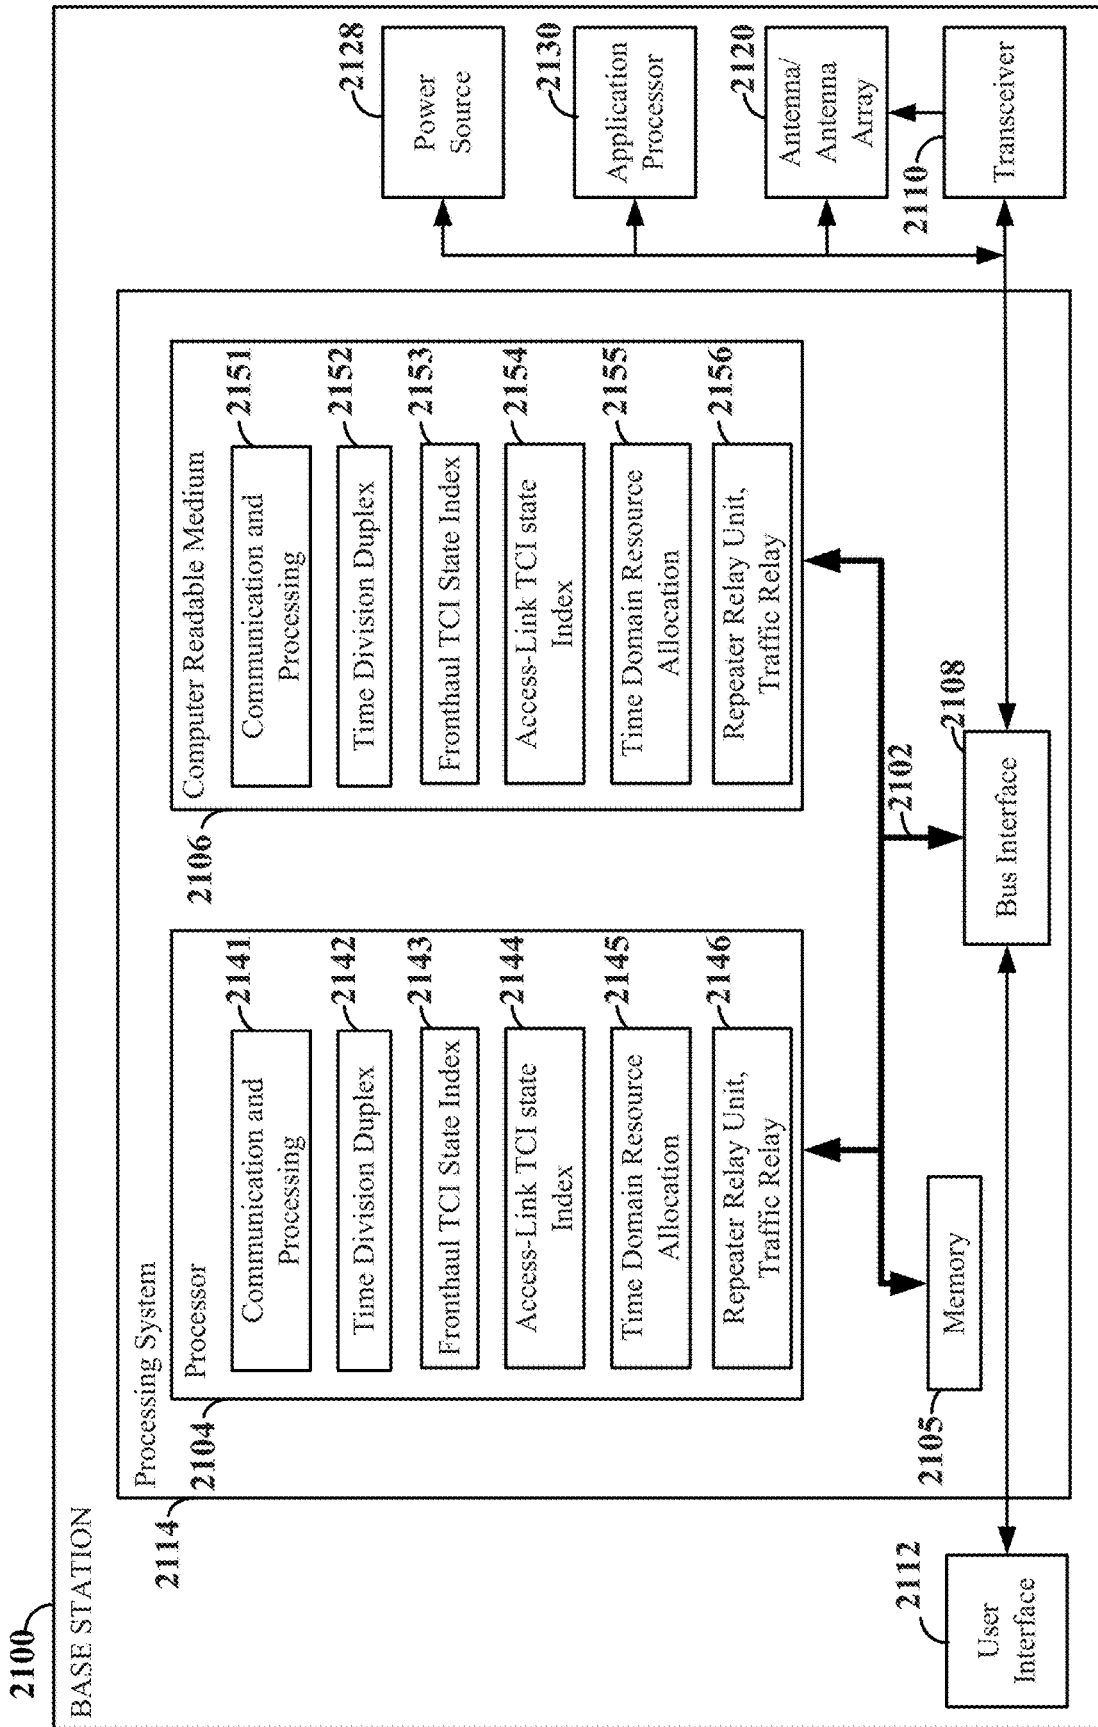 2100
BASE STATION
2114
Processing System
2104
Processor
Communication and
Processing
2141
Time Division Duplex
2142
Fronthaul TCI State Index
2143
Access-Link TCI state
Index
2144
Time Domain Resource
Allocation
2145
Repeater Relay Unit,
Traffic Relay
2146
2106
Computer Readable Medium
Communication and
Processing
2151
Time Division Duplex
2152
Fronthaul TCI State Index
2153
Access-Link TCI state
Index
2154
Time Domain Resource
Allocation
2155
Repeater Relay Unit,
Traffic Relay
2156
2128
Power
Source
2130
Application
Processor
2120
Antenna/
Antenna
Array
2110
Transceiver
2102
2105
Memory
2108
Bus Interface
2112
User
Interface